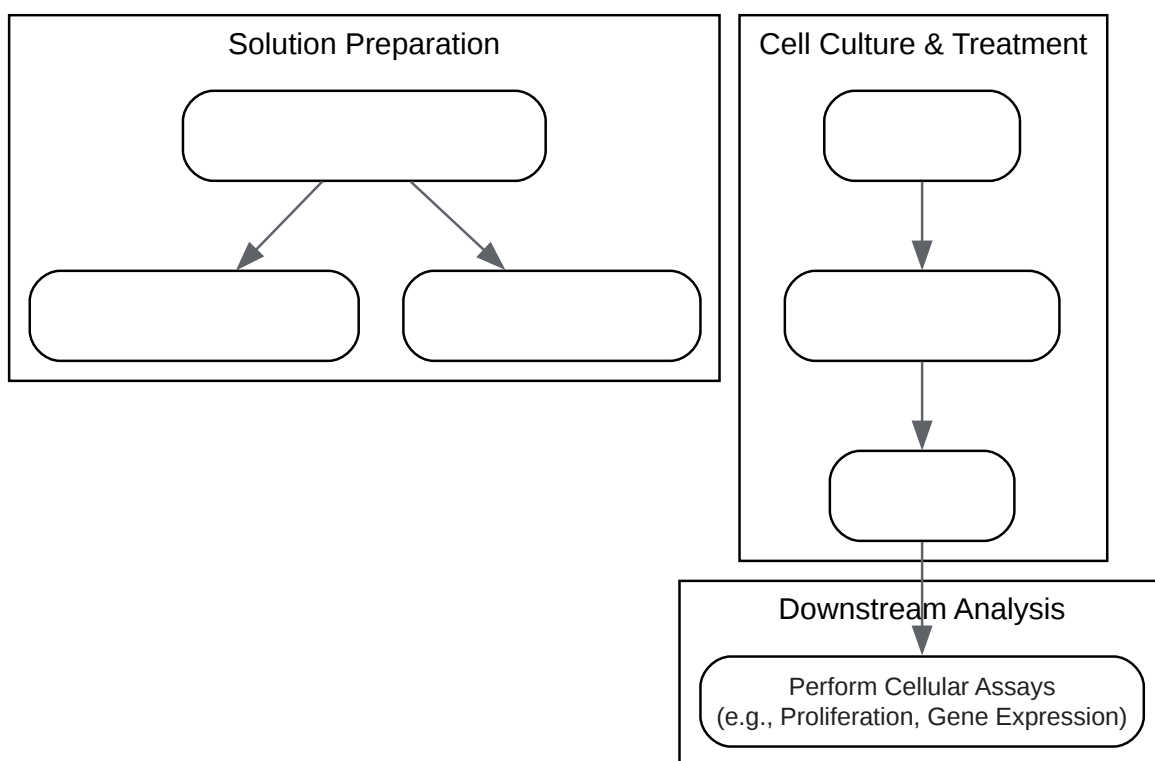 Solution Preparation
Cell Culture & Treatment
Downstream Analysis
Perform Cellular Assays
(e.g., Proliferation, Gene Expression)